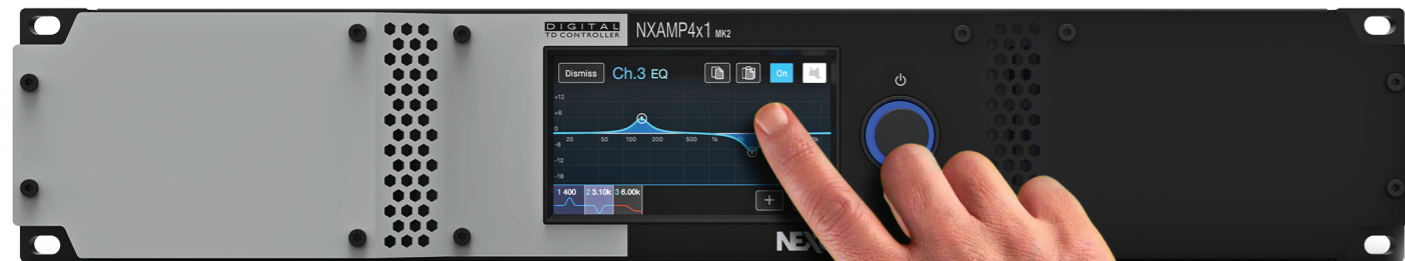 DIGITAL
TD CONTROLLER
NXAMP4x1 MK2
Dismiss Ch.3 EQ On
+12
+6
0
20 50 100 200 500 1k
-6
-12
-18
1 400 2 3.10k 3 6.00k
+